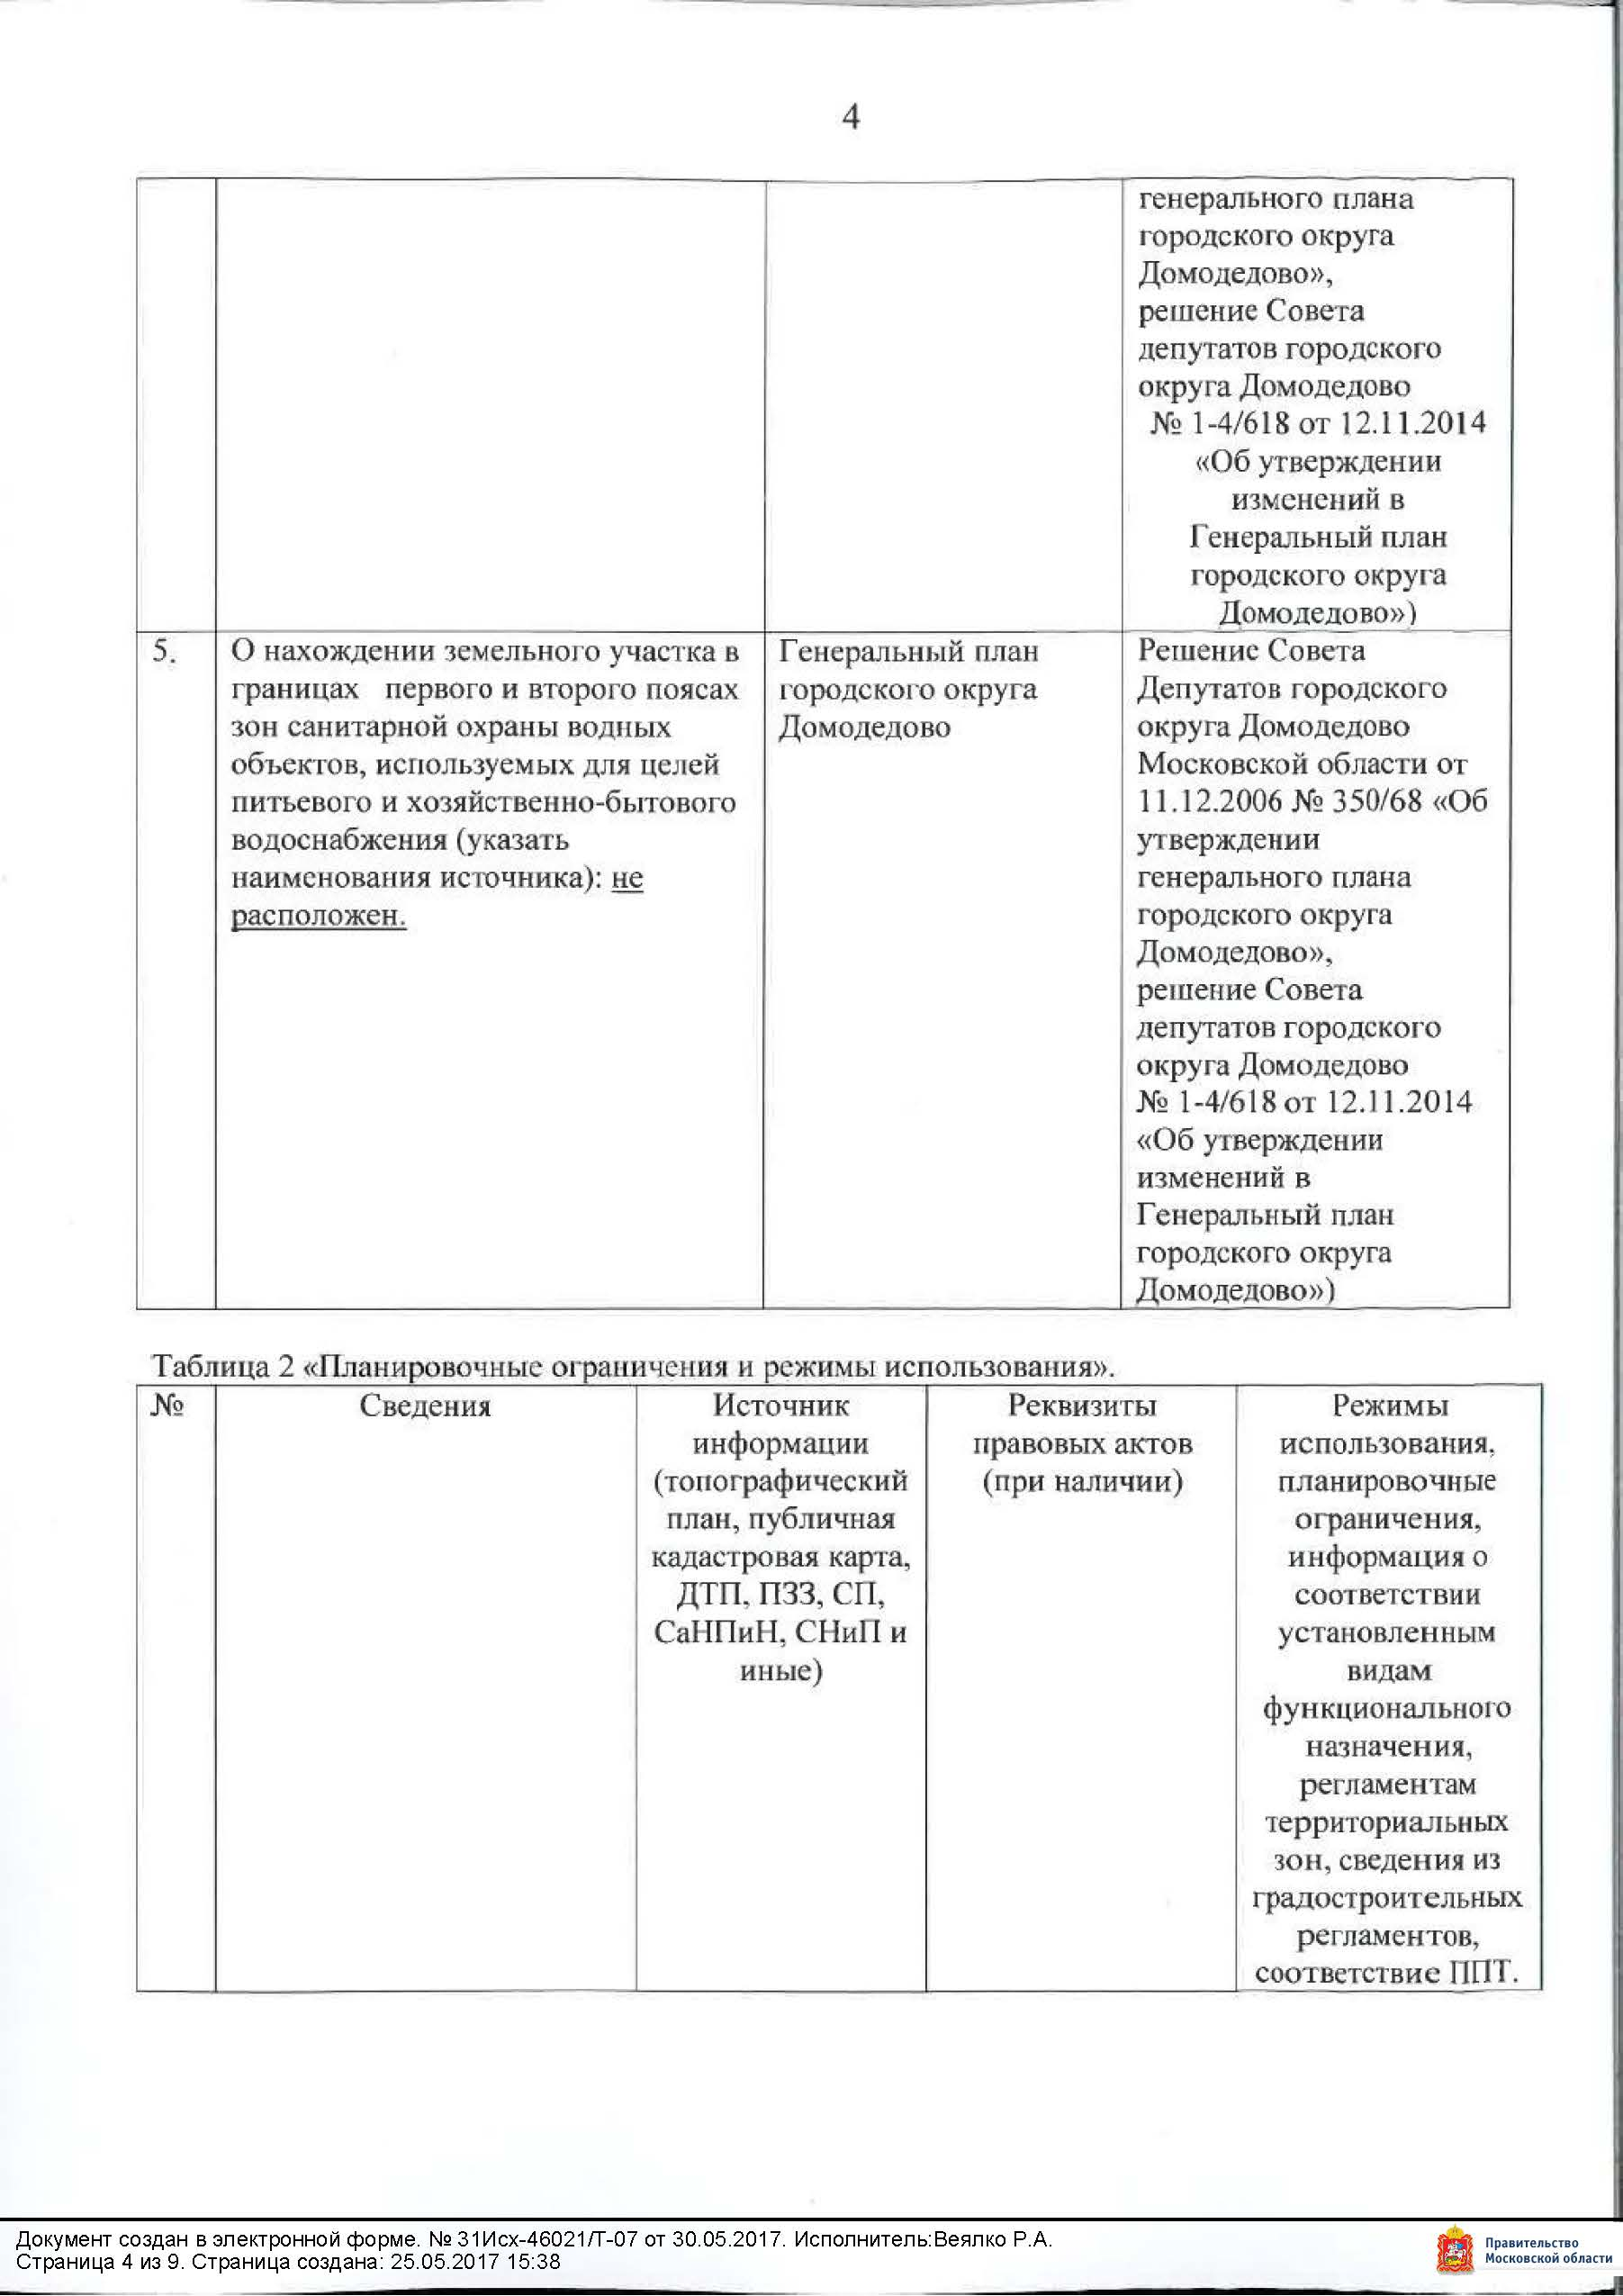 4
генерального плана
городского округа
Домодедово»,
решение Совета
депутатов городского
округа Домодедово
№ 1-4/618 от 12.11.2014
«Об утверждении
изменений в
Генеральный план
городского округа
Домодедово»)
5.
О нахождении земельного участка в
границах первого и второго поясах
зон санитарной охраны водных
объектов, используемых для целей
питьевого и хозяйственно-бытового
водоснабжения (указать
наименования источника): не
расположен.
Генеральный план
городского округа
Домодедово
Решение Совета
Депутатов городского
округа Домодедово
Московской области от
11.12.2006 № 350/68 «Об
утверждении
генерального плана
городского округа
Домодедово»,
решение Совета
депутатов городского
округа Домодедово
№ 1-4/618 от 12.11.2014
«Об утверждении
изменений в
Генеральный план
городского округа
Домодедово»)
Таблица 2 «Планировочные ограничения и режимы использования».
№
Сведения
Источник
информации
(топографический
план, публичная
кадастровая карта,
ДТП, ПЗЗ, СП,
СаНПиН, СНиП и
иные)
Реквизиты
правовых актов
(при наличии)
Режимы
использования,
планировочные
ограничения,
информация о
соответствии
установленным
видам
функционального
назначения,
регламентам
территориальных
зон, сведения из
градостроительных
регламентов,
соответствие ППТ.
Документ создан в электронной форме. № 31Исх-46021/Т-07 от 30.05.2017. Исполнитель:Веялко Р.А.
Страница 4 из 9. Страница создана: 25.05.2017 15:38
Правительство
Московской области